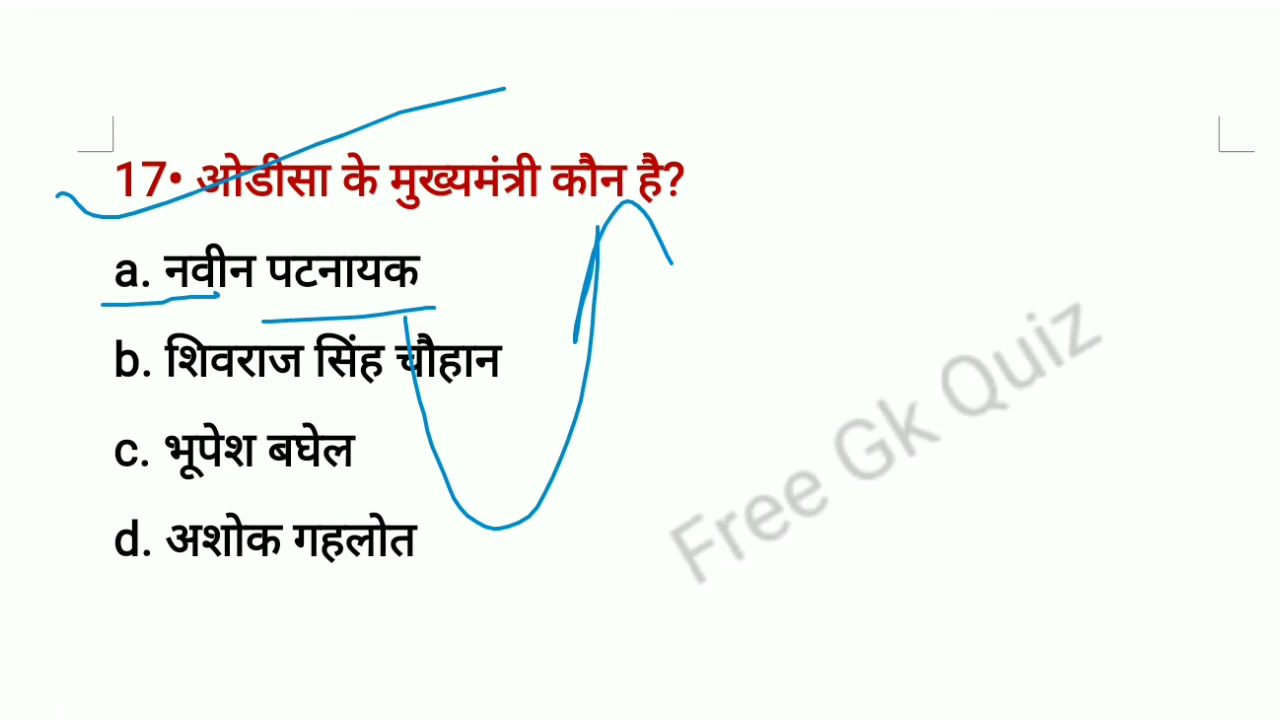 17• ओडीसा के मुख्यमंत्री कौन है?
a. नवीन पटनायक
b. शिवराज सिंह चौहान
c. भूपेश बघेल
d. अशोक गहलोत
Free Gk Quiz